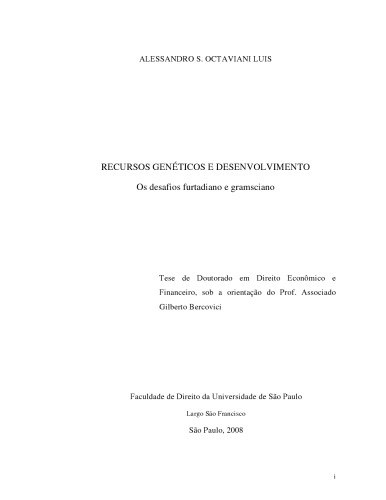 ALESSANDRO S. OCTAVIANI LUIS
RECURSOS GENÉTICOS E DESENVOLVIMENTO
Os desafios furtadiano e gramsciano
Tese de Doutorado em Direito Econômico e
Financeiro, sob a orientação do Prof. Associado
Gilberto Bercovici
Faculdade de Direito da Universidade de São Paulo
Largo São Francisco
São Paulo, 2008
i